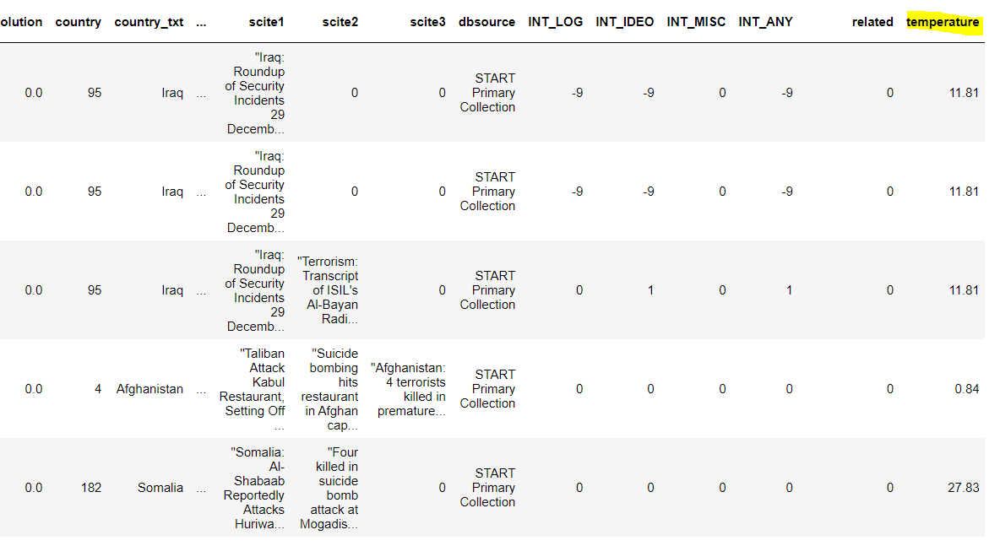 olution country country_txt ... scite1 scite2 scite3 dbsource INT_LOG INT_IDEO INT_MISC INT_ANY related temperature
"Iraq:
Roundup
of Security
Incidents
29
Decemb...
0.0 95 Iraq ... 0 0 START
Primary
Collection
-9 -9 0 -9 0 11.81
"Iraq:
Roundup
of Security
Incidents
29
Decemb...
0.0 95 Iraq ... 0 0 START
Primary
Collection
-9 -9 0 -9 0 11.81
"Iraq:
Roundup
of Security
Incidents
29
Decemb...
"Terrorism:
Transcript
of ISIL's
Al-Bayan
Radi...
0.0 95 Iraq ... 0 START
Primary
Collection
0 1 0 1 0 11.81
"Taliban
Attack
Kabul
Restaurant,
Setting Off
...
"Suicide
bombing
hits
restaurant
in Afghan
cap...
"Afghanistan:
4 terrorists
killed in
premature...
0.0 4 Afghanistan ... START
Primary
Collection
0 0 0 0 0 0.84
"Somalia:
Al-
Shabaab
Reportedly
Attacks
Huriwa...
"Four
killed in
suicide
bomb
attack at
Mogadis...
0.0 182 Somalia ... 0 START
Primary
Collection
0 0 0 0 0 27.83